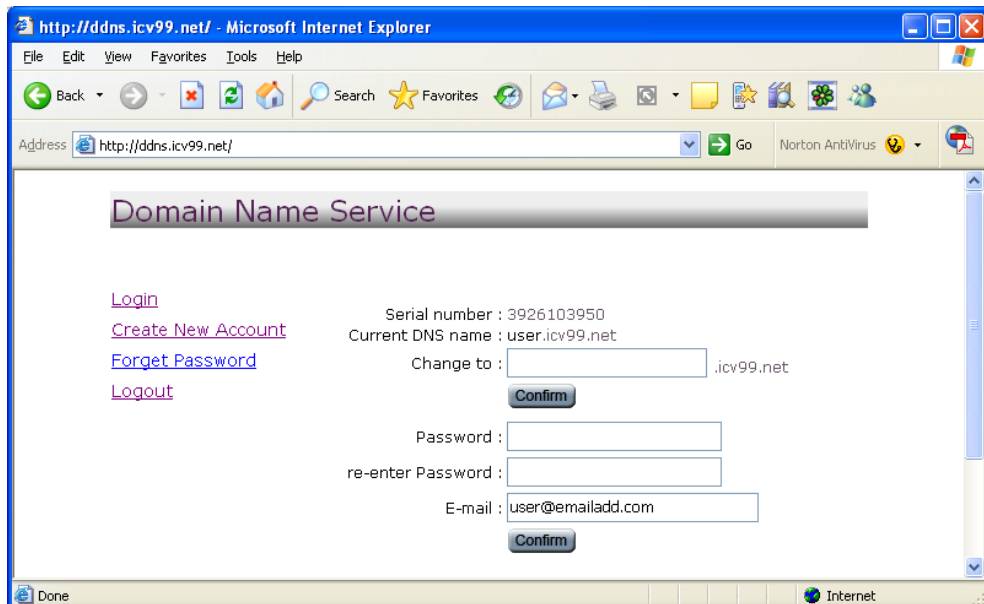 http://ddns.icv99.net/ - Microsoft Internet Explorer
File Edit View Favorites Tools Help
Back Search Favorites
Address http://ddns.icv99.net/ Go Norton AntiVirus
Domain Name Service
Login
Create New Account
Forget Password
Logout
Serial number : 3926103950
Current DNS name : user.icv99.net
Change to : .icv99.net
Confirm
Password :
re-enter Password :
E-mail : user@emailadd.com
Confirm
Done Internet